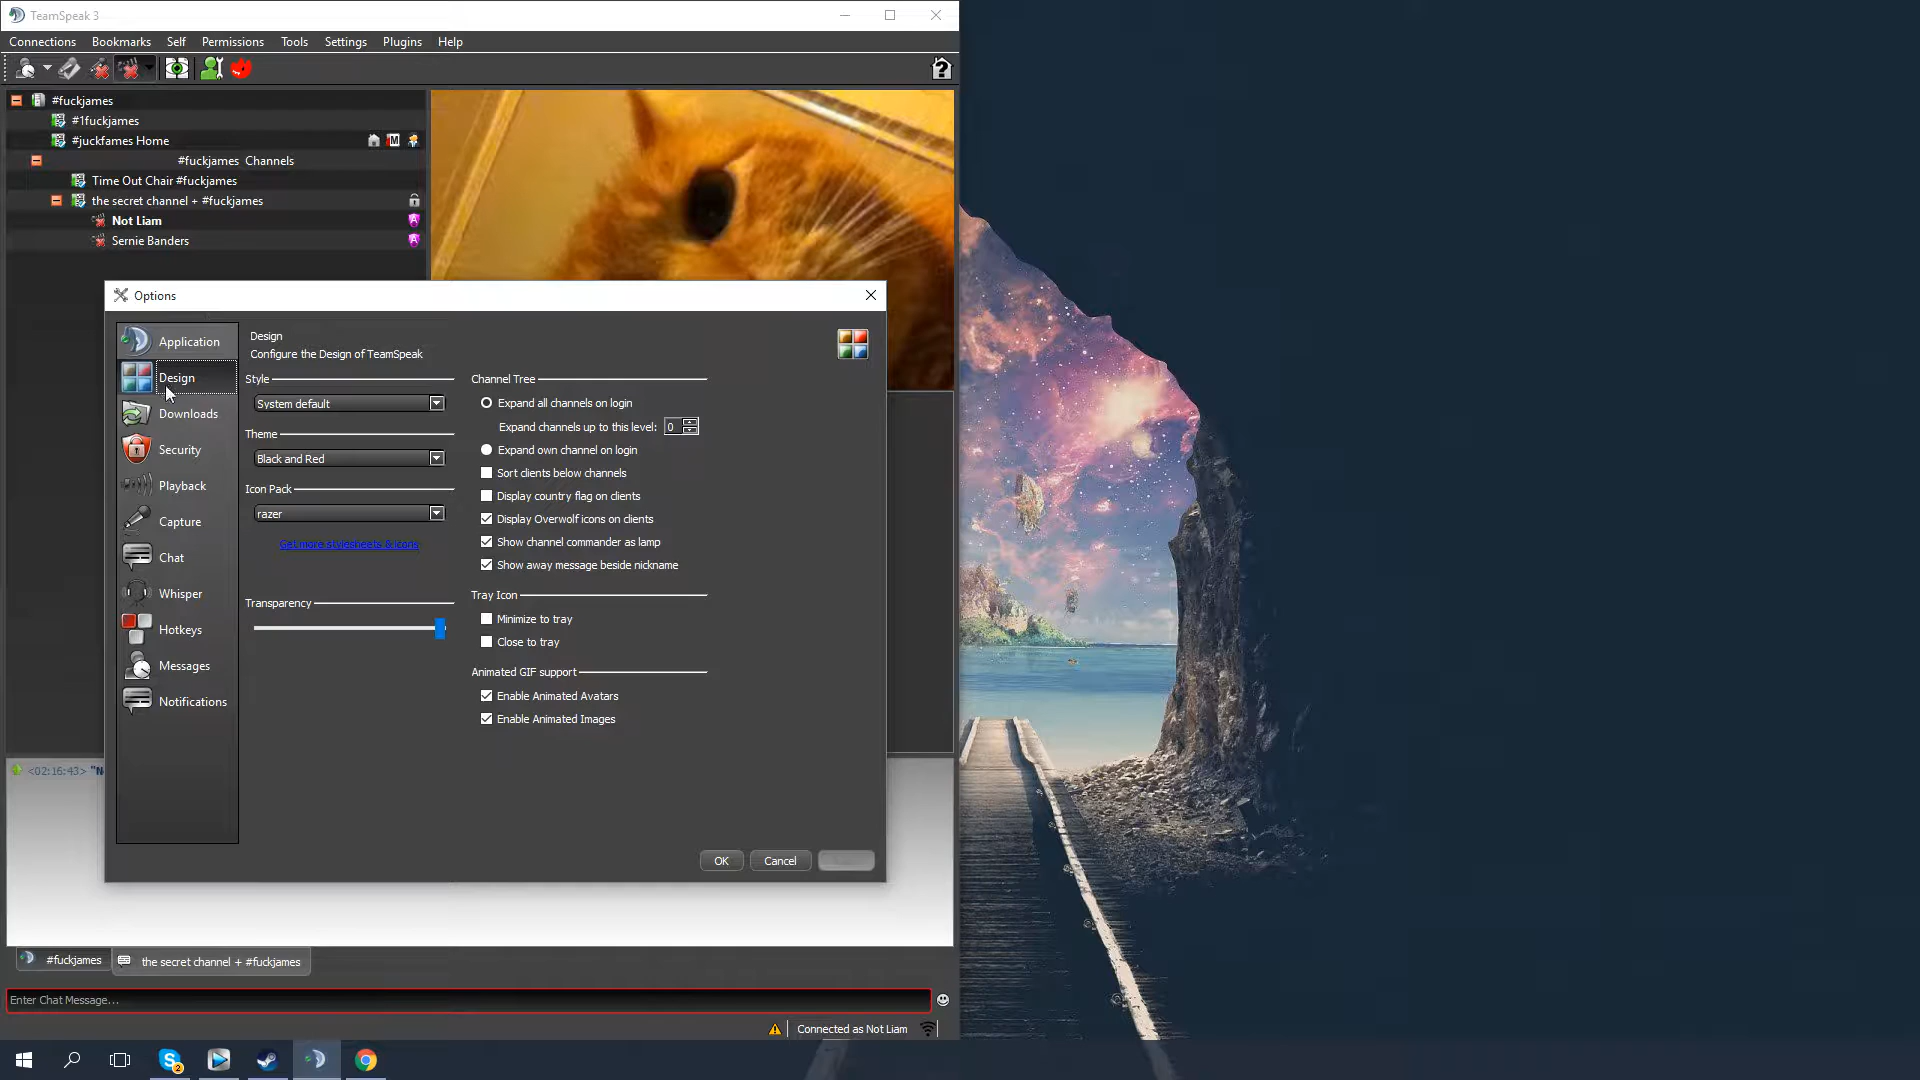 TeamSpeak 3
Connections Bookmarks Self Permissions Tools Settings Plugins Help
#fuckjames
#1fuckjames
#juckfames Home
M
#fuckjames Channels
Time Out Chair #fuckjames
the secret channel + #fuckjames
Not Liam
A
Sernie Banders
A
Options
Application
Design
Downloads
Security
Playback
Capture
Chat
Whisper
Hotkeys
Messages
Notifications
Design
Configure the Design of TeamSpeak
Style
System default
Theme
Black and Red
Icon Pack
razer
Get more stylesheets & icons
Transparency
Channel Tree
Expand all channels on login
Expand channels up to this level: 0
Expand own channel on login
Sort clients below channels
Display country flag on clients
Display Overwolf icons on clients
Show channel commander as lamp
Show away message beside nickname
Tray Icon
Minimize to tray
Close to tray
Animated GIF support
Enable Animated Avatars
Enable Animated Images
OK Cancel
<02:16:43> "N
#fuckjames the secret channel + #fuckjames
Enter Chat Message...
Connected as Not Liam
S 2